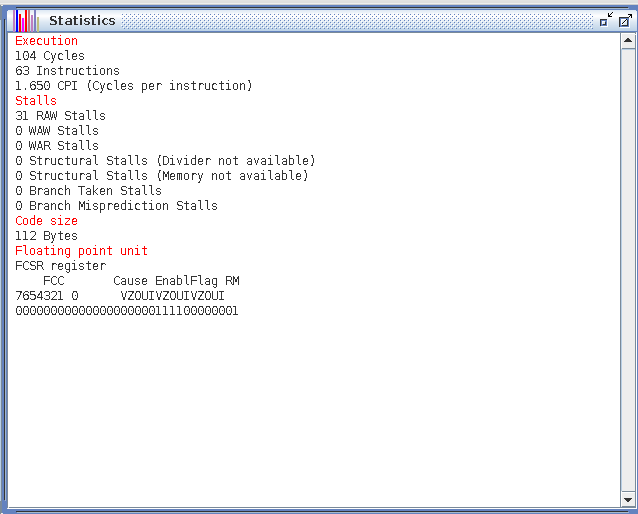 Statistics
Execution
104 Cycles
63 Instructions
1.650 CPI (Cycles per instruction)
Stalls
31 RAW Stalls
0 WAW Stalls
0 WAR Stalls
0 Structural Stalls (Divider not available)
0 Structural Stalls (Memory not available)
0 Branch Taken Stalls
0 Branch Misprediction Stalls
Code size
112 Bytes
Floating point unit
FCSR register
FCC Cause EnablFlag RM
7654321 0 VZOUIVZOUIVZOUI
00000000000000000000111100000001